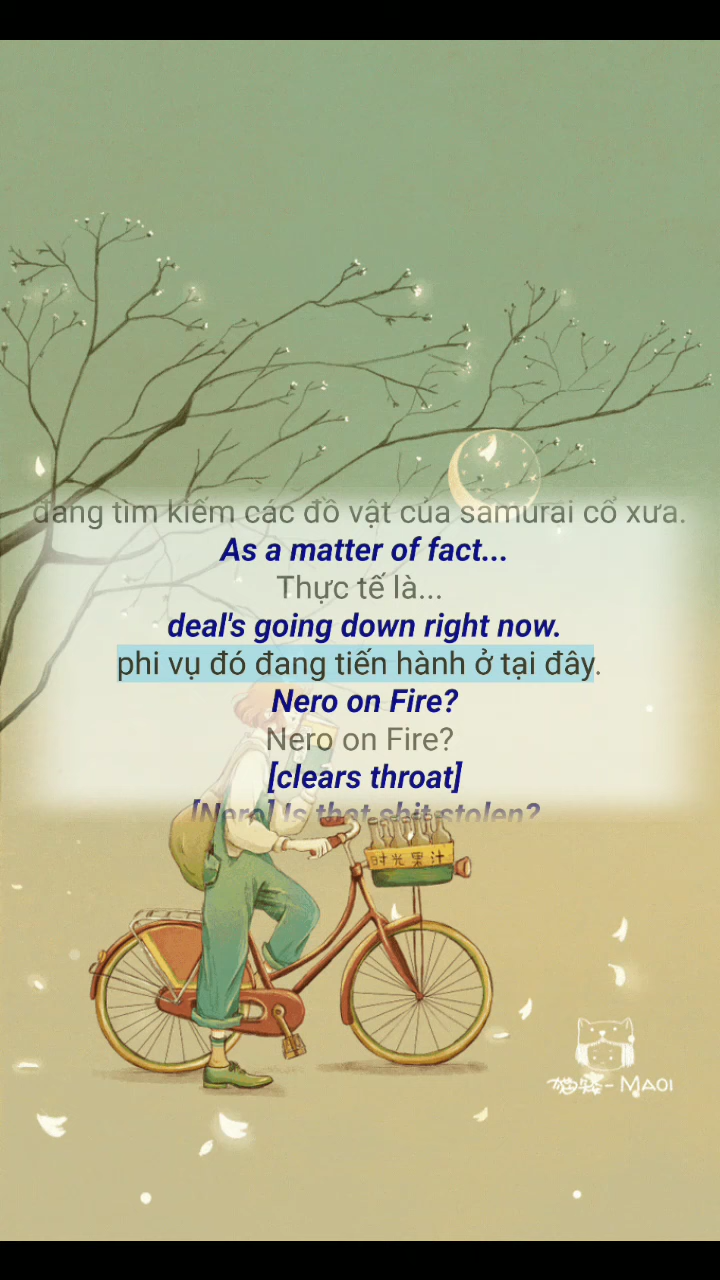 đang tìm kiếm các đồ vật của samurai cổ xưa.
As a matter of fact...
Thực tế là...
deal's going down right now.
phi vụ đó đang tiến hành ở tại đây.
Nero on Fire?
Nero on Fire?
[clears throat]
[Nero] Is that shit stolen?
时光果汁
- MAOI